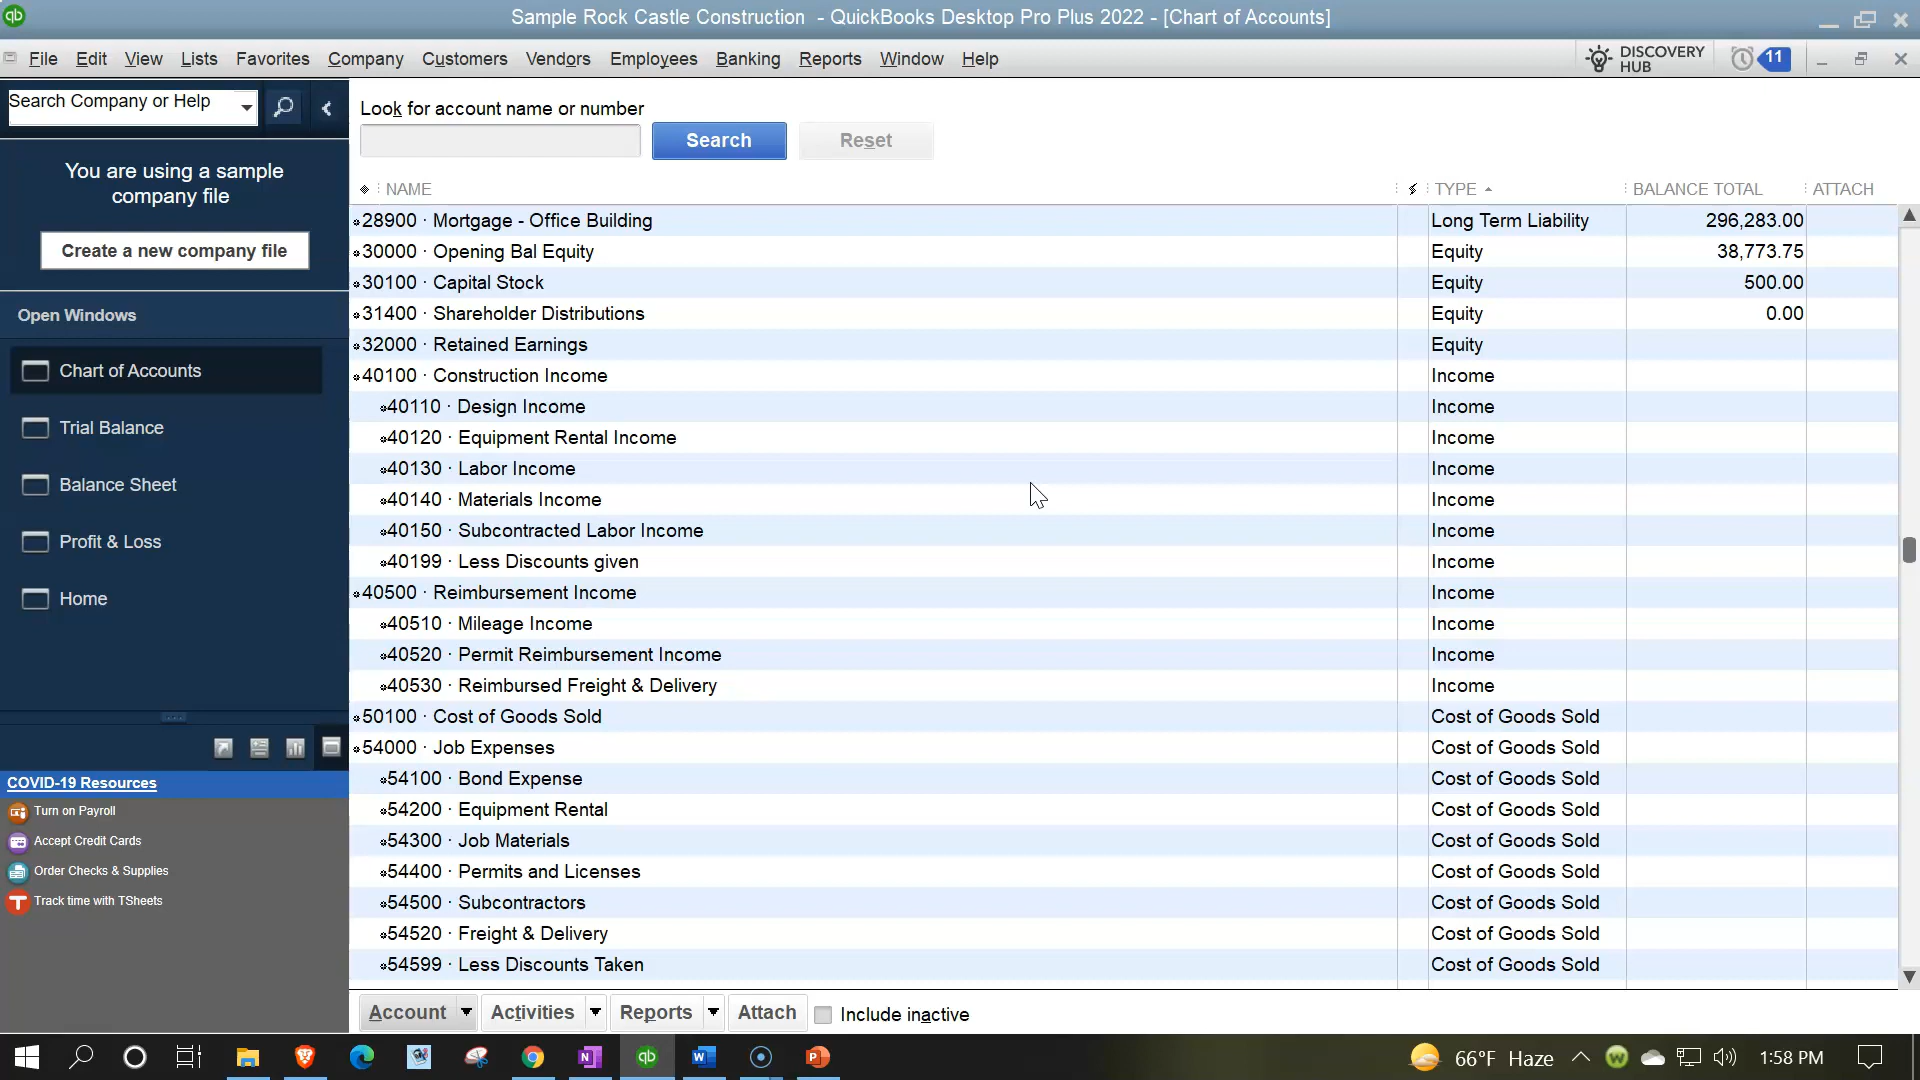 qb
Sample Rock Castle Construction - QuickBooks Desktop Pro Plus 2022 - [Chart of Accounts]
File Edit View Lists Favorites Company Customers Vendors Employees Banking Reports Window Help
DISCOVERY HUB
11
Search Company or Help
You are using a sample
company file
Create a new company file
Open Windows
Chart of Accounts
Trial Balance
Balance Sheet
Profit & Loss
Home
COVID-19 Resources
Turn on Payroll
Accept Credit Cards
Order Checks & Supplies
Track time with TSheets
Look for account name or number
Search Reset
NAME TYPE BALANCE TOTAL ATTACH
28900 · Mortgage - Office Building Long Term Liability 296,283.00
30000 · Opening Bal Equity Equity 38,773.75
30100 · Capital Stock Equity 500.00
31400 · Shareholder Distributions Equity 0.00
32000 · Retained Earnings Equity
40100 · Construction Income Income
40110 · Design Income Income
40120 · Equipment Rental Income Income
40130 · Labor Income Income
40140 · Materials Income Income
40150 · Subcontracted Labor Income Income
40199 · Less Discounts given Income
40500 · Reimbursement Income Income
40510 · Mileage Income Income
40520 · Permit Reimbursement Income Income
40530 · Reimbursed Freight & Delivery Income
50100 · Cost of Goods Sold Cost of Goods Sold
54000 · Job Expenses Cost of Goods Sold
54100 · Bond Expense Cost of Goods Sold
54200 · Equipment Rental Cost of Goods Sold
54300 · Job Materials Cost of Goods Sold
54400 · Permits and Licenses Cost of Goods Sold
54500 · Subcontractors Cost of Goods Sold
54520 · Freight & Delivery Cost of Goods Sold
54599 · Less Discounts Taken Cost of Goods Sold
Account Activities Reports Attach Include inactive
66°F Haze 1:58 PM